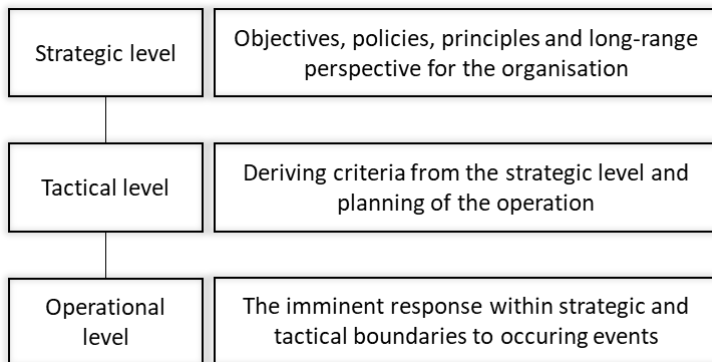 Strategic level
Objectives, policies, principles and long-range
perspective for the organisation
Tactical level
Deriving criteria from the strategic level and
planning of the operation
Operational
level
The imminent response within strategic and
tactical boundaries to occuring events